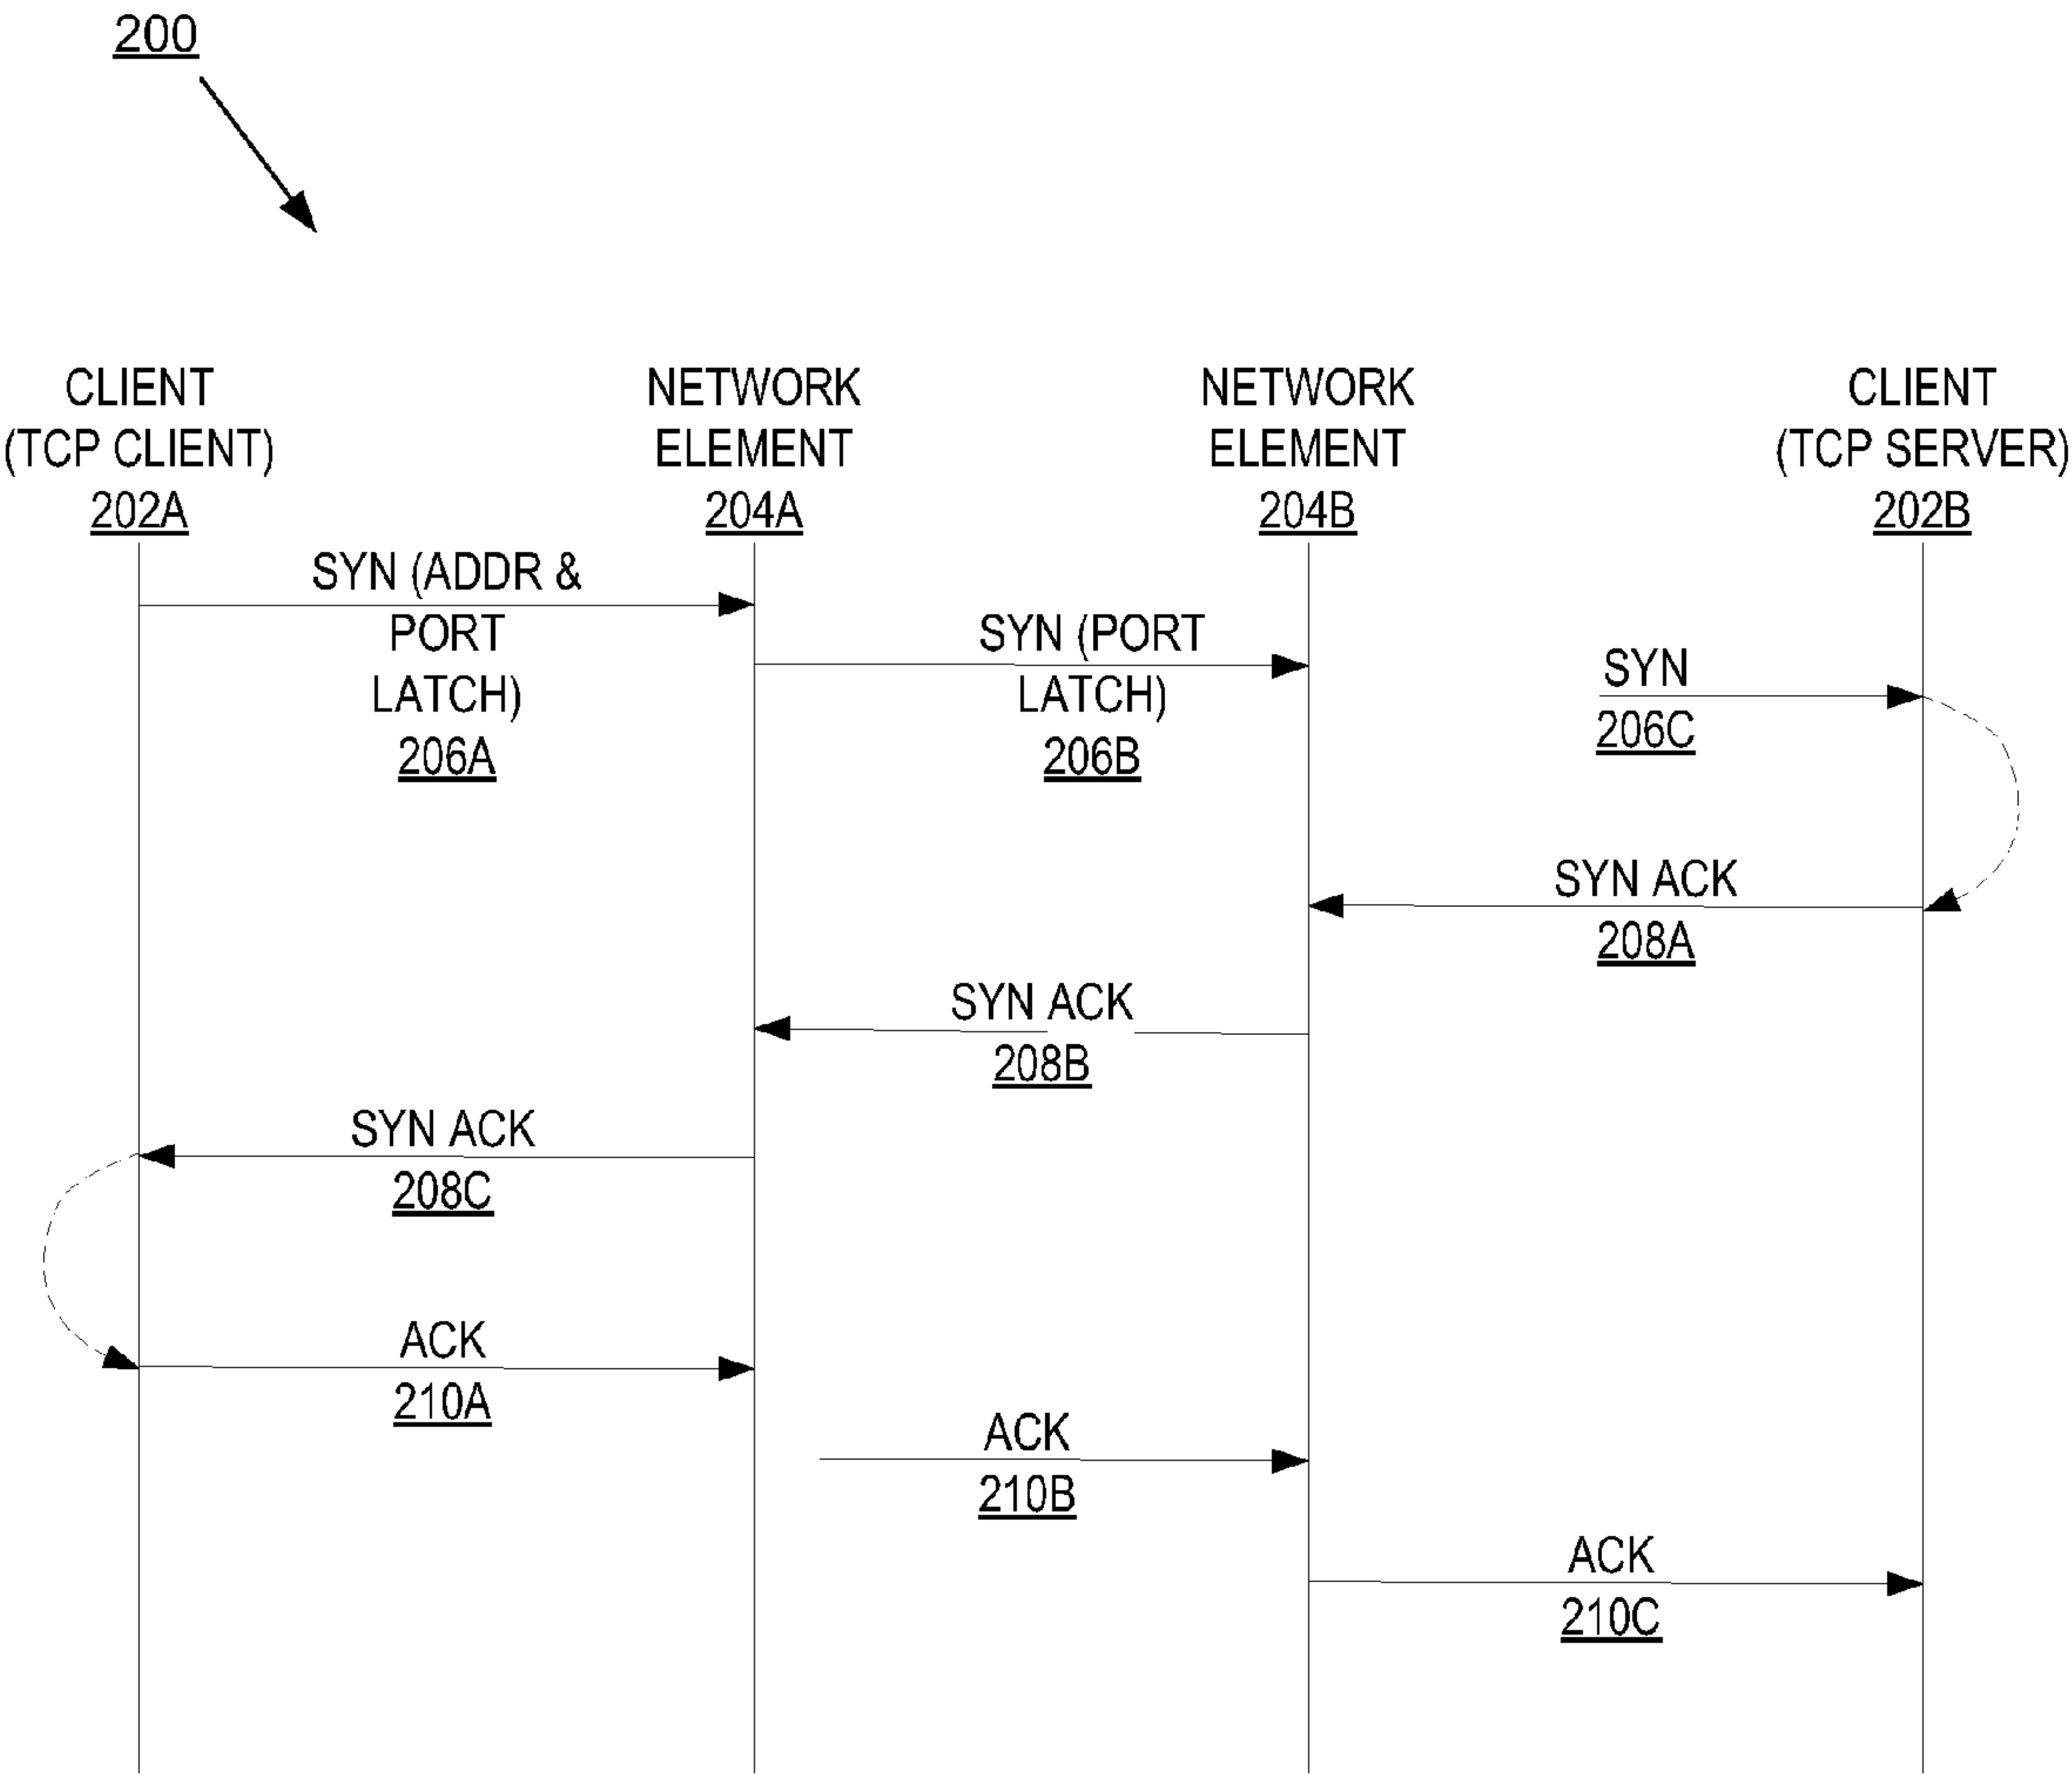 200
CLIENT
(TCP CLIENT)
202A
NETWORK
ELEMENT
204A
NETWORK
ELEMENT
204B
CLIENT
(TCP SERVER)
202B
SYN (ADDR &
PORT
LATCH)
206A
SYN (PORT
LATCH)
206B
SYN
206C
SYN ACK
208A
SYN ACK
208B
SYN ACK
208C
ACK
210A
ACK
210B
ACK
210C